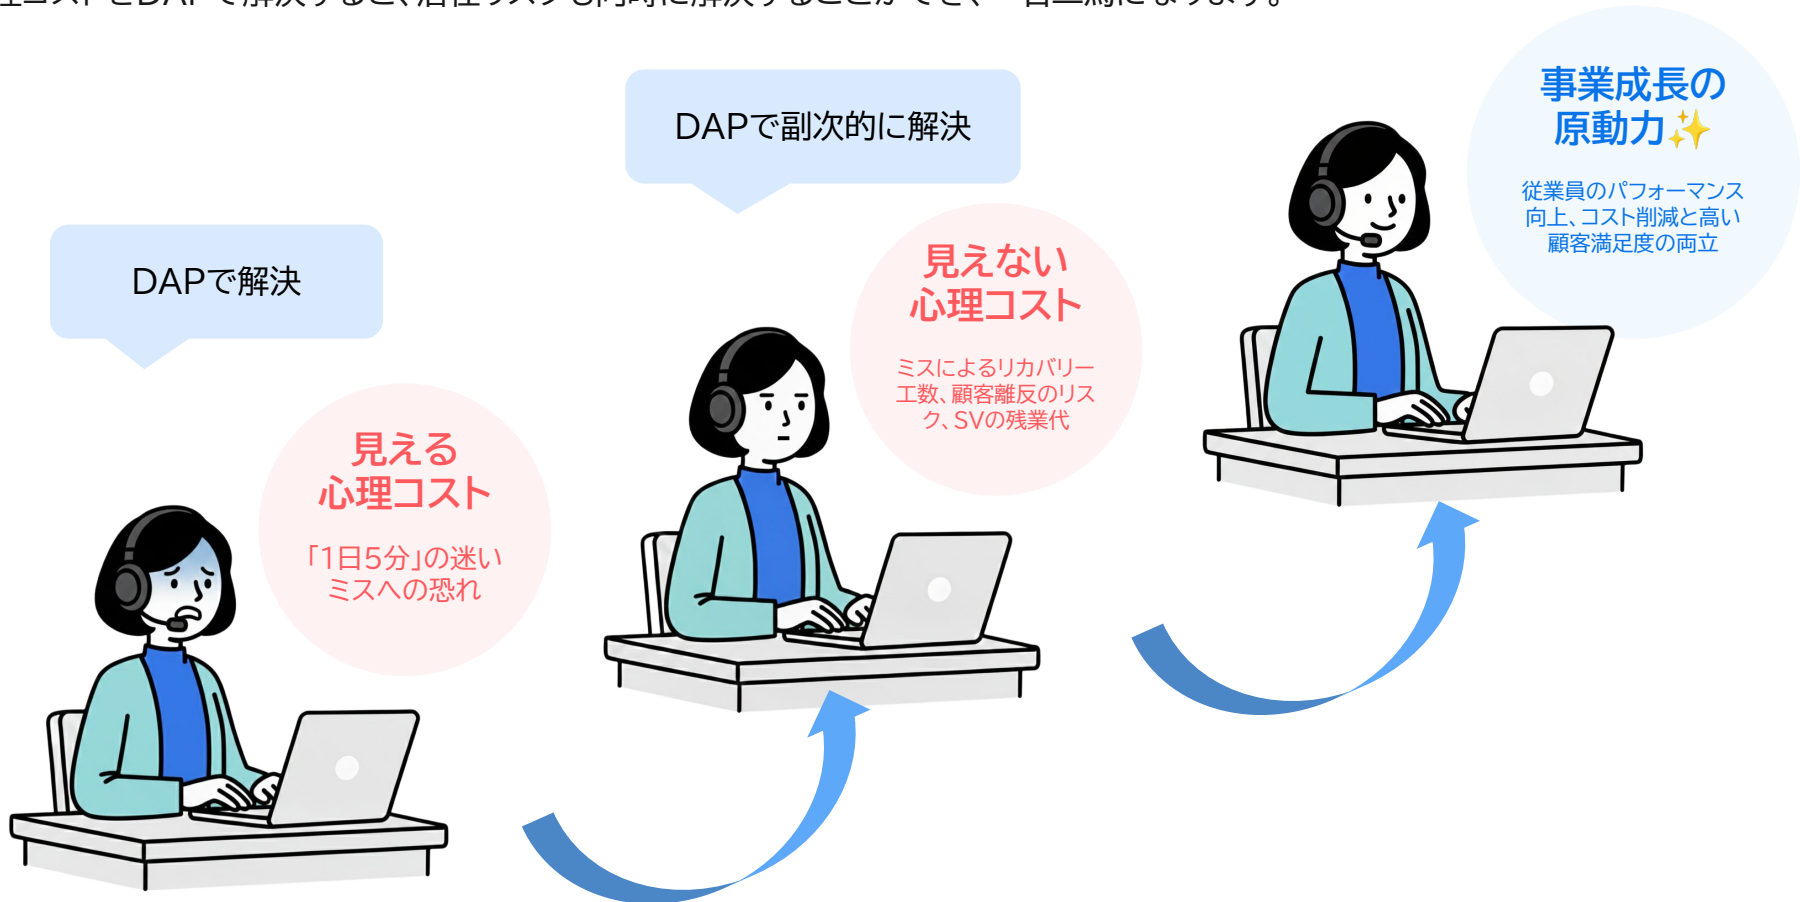 DAPで解決
見える
心理コスト
「1日5分」の迷い
ミスへの恐れ
DAPで副次的に解決
見えない
心理コスト
ミスによるリカバリー
工数、顧客離反のリス
ク、SVの残業代
事業成長の
原動力✨
従業員のパフォーマンス
向上、コスト削減と高い
顧客満足度の両立